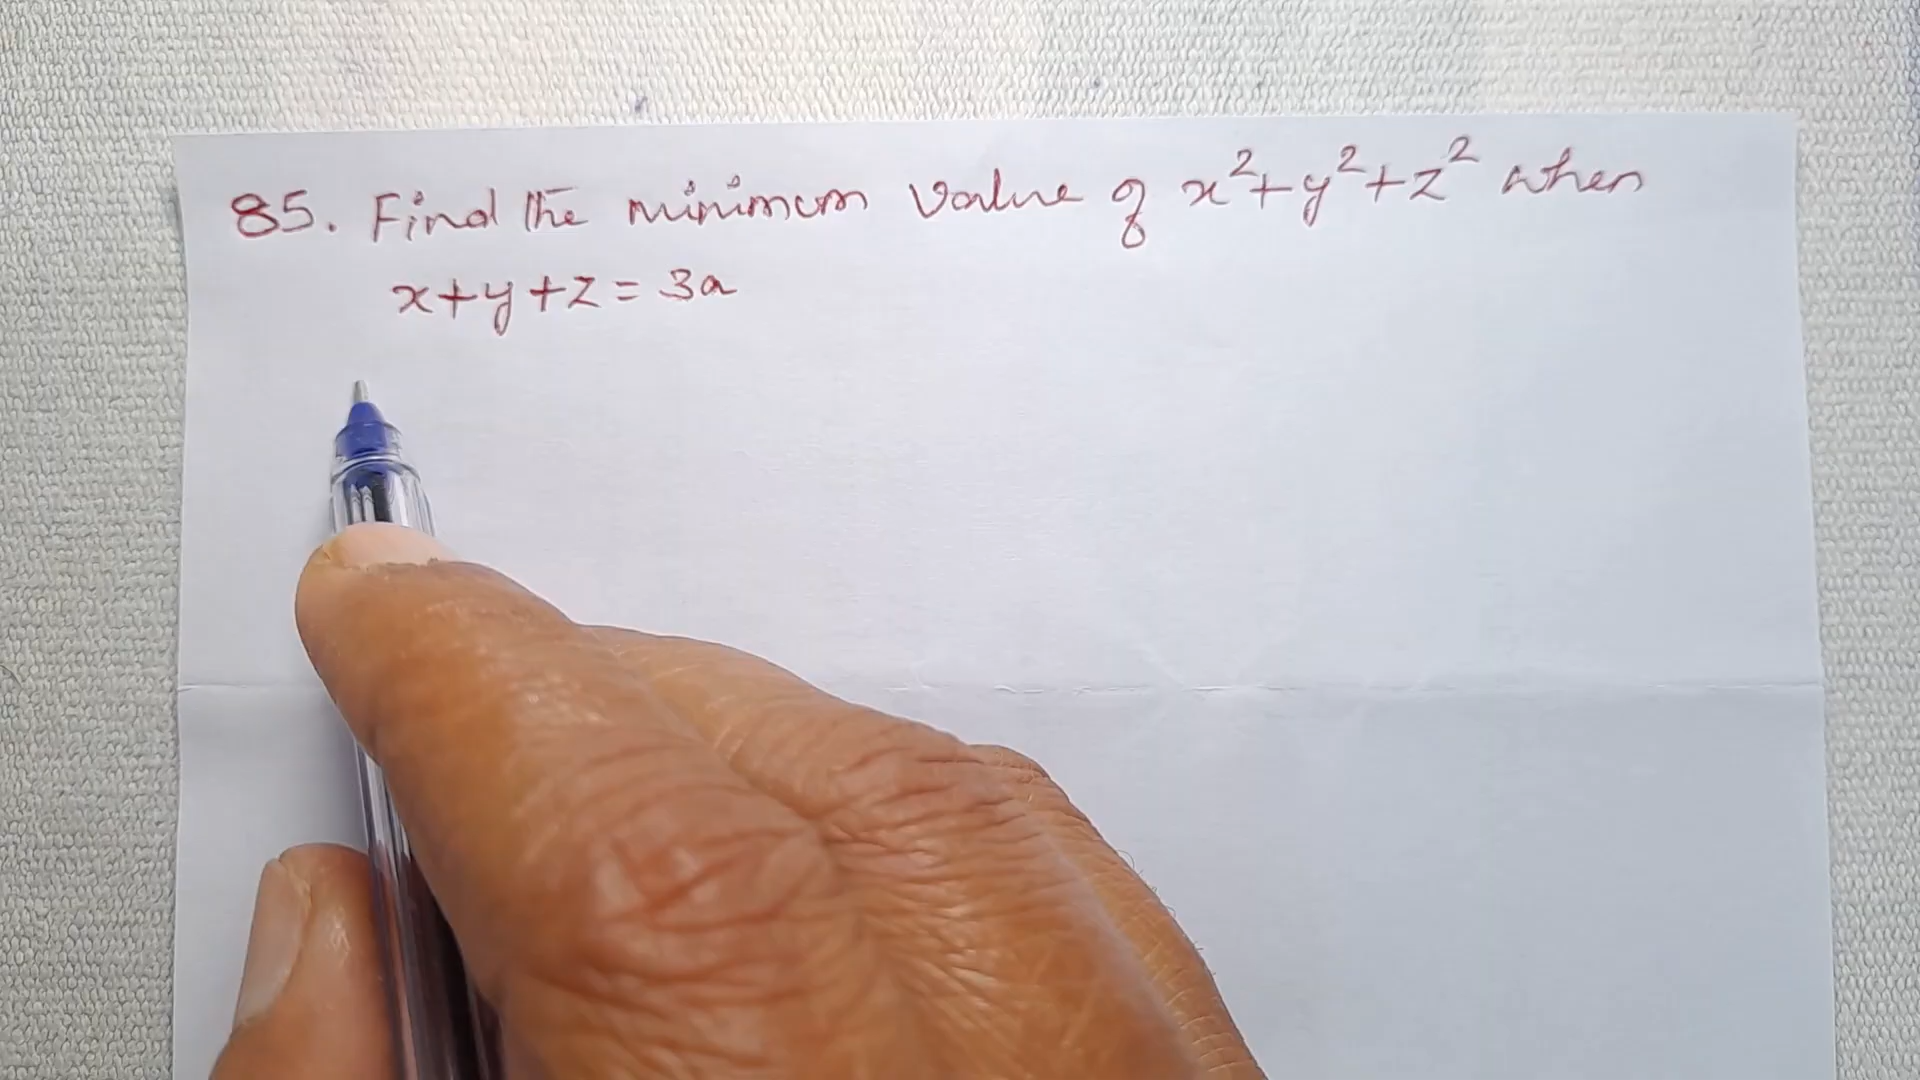 85. Find the minimum value of x²+y²+z² when
x+y+z = 3a